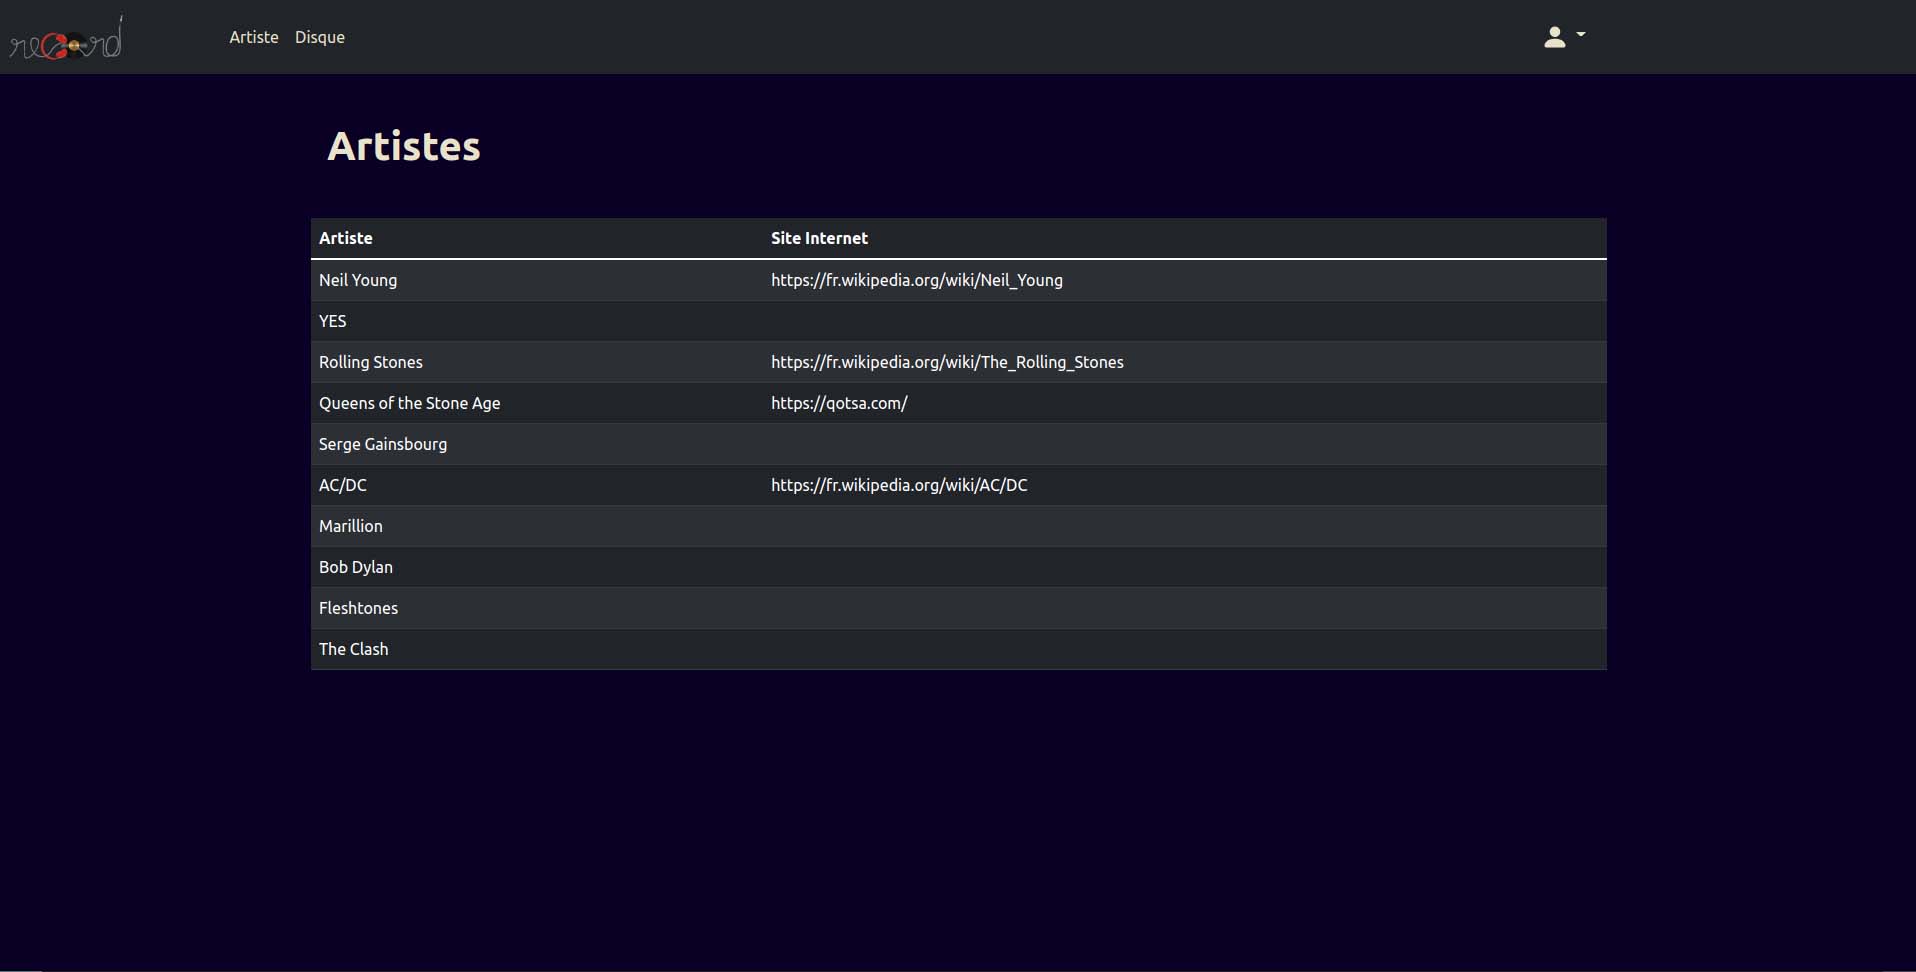 record
Artiste Disque
Artistes
Artiste Site Internet
Neil Young https://fr.wikipedia.org/wiki/Neil_Young
YES
Rolling Stones https://fr.wikipedia.org/wiki/The_Rolling_Stones
Queens of the Stone Age https://qotsa.com/
Serge Gainsbourg
AC/DC https://fr.wikipedia.org/wiki/AC/DC
Marillion
Bob Dylan
Fleshtones
The Clash